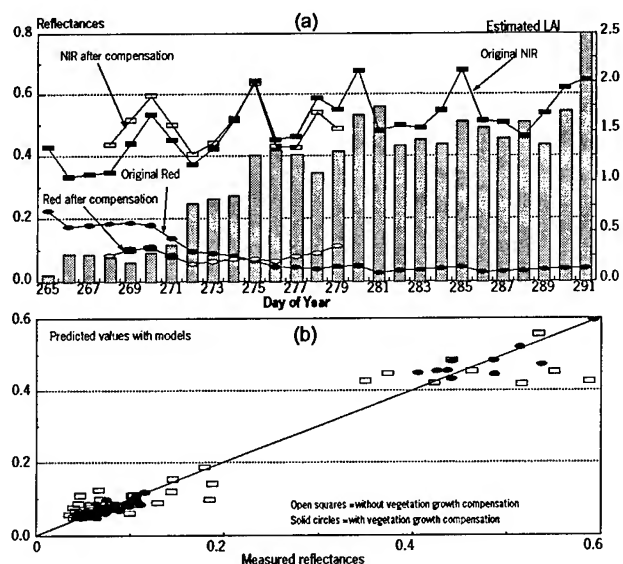 Reflectances
(a)
Estimated LAI
0.8
2.5
NIR after compensation
Original NIR
2.0
0.6
1.5
0.4
Original Red
1.0
Red after compensation
0.2
0.5
0.0
0.0
265 267 269 271 273 275 277 279 281 283 285 287 289 291
Day of Year
0.6
Predicted values with models
(b)
0.4
0.2
Open squares =without vegetation growth compensation
Solid circles =with vegetation growth compensation
0.0
0 0.2 0.4 0.6
Measured reflectances